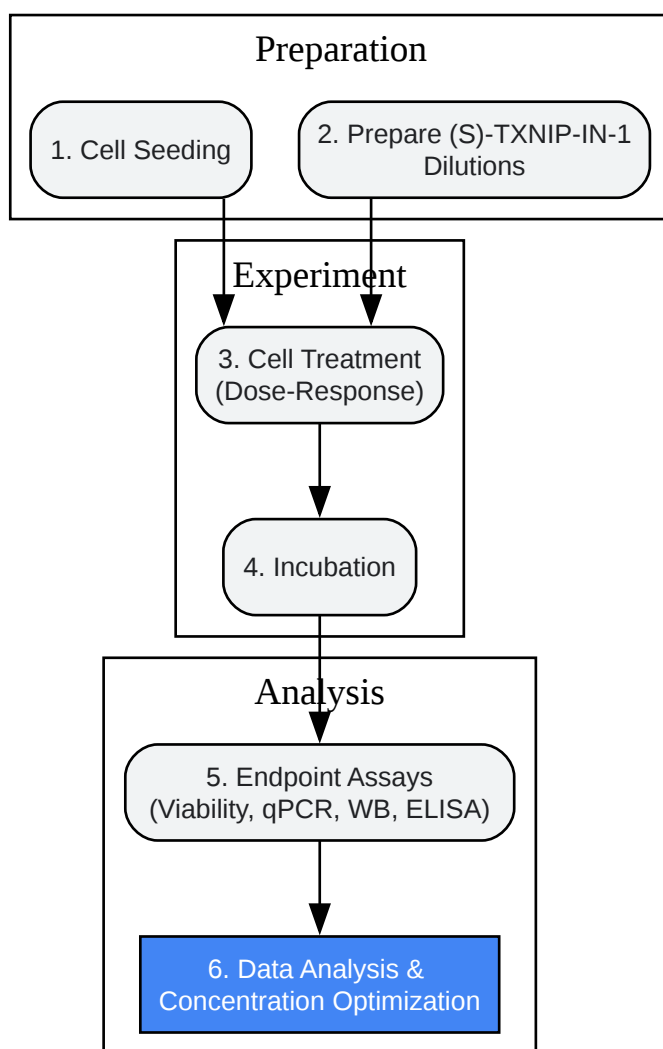 Preparation
1. Cell Seeding
2. Prepare (S)-TXNIP-IN-1
Dilutions
Experiment
3. Cell Treatment
(Dose-Response)
4. Incubation
Analysis
5. Endpoint Assays
(Viability, qPCR, WB, ELISA)
6. Data Analysis &
Concentration Optimization